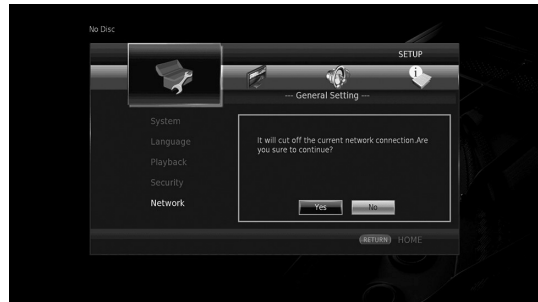 No Disc
SETUP
--- General Setting ---
System
Language
Playback
Security
Network
It will cut off the current network connection.Are
you sure to continue?
Yes
No
RETURN HOME